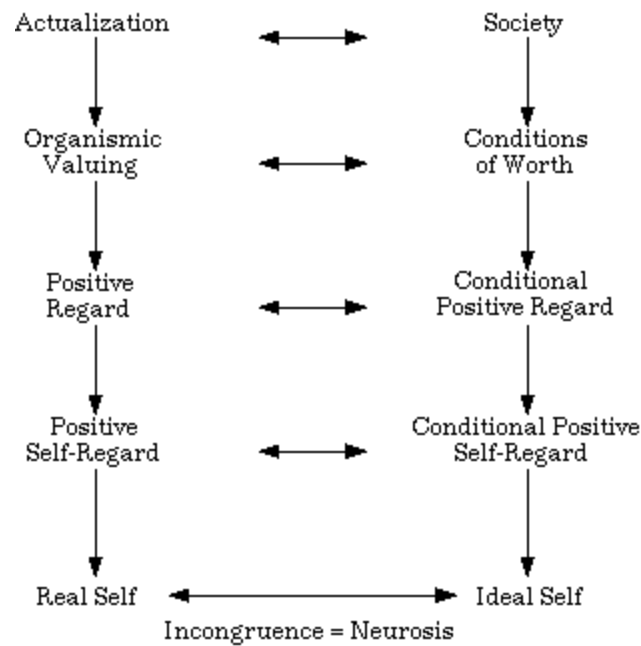 Actualization
Society
Organismic
Valuing
Conditions
of Worth
Positive
Regard
Conditional
Positive Regard
Positive
Self-Regard
Conditional Positive
Self-Regard
Real Self
Ideal Self
Incongruence = Neurosis